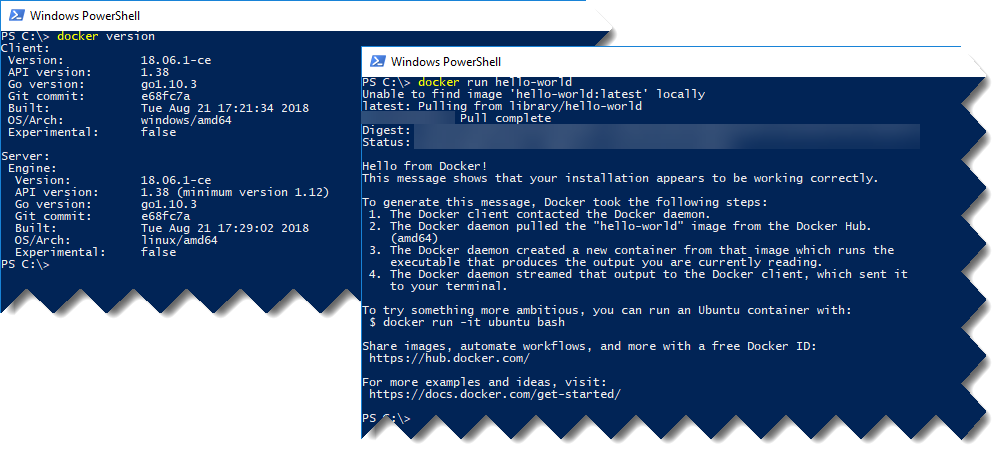 Windows PowerShell
PS C:\> docker version
Client:
 Version:           18.06.1-ce
 API version:       1.38
 Go version:        go1.10.3
 Git commit:        e68fc7a
 Built:             Tue Aug 21 17:21:34 2018
 OS/Arch:           windows/amd64
 Experimental:      false

Server:
 Engine:
  Version:          18.06.1-ce
  API version:      1.38 (minimum version 1.12)
  Go version:       go1.10.3
  Git commit:       e68fc7a
  Built:            Tue Aug 21 17:29:02 2018
  OS/Arch:          linux/amd64
  Experimental:     false
PS C:\>
Windows PowerShell
PS C:\> docker run hello-world
Unable to find image 'hello-world:latest' locally
latest: Pulling from library/hello-world
Pull complete
Digest:
Status:

Hello from Docker!
This message shows that your installation appears to be working correctly.

To generate this message, Docker took the following steps:
 1. The Docker client contacted the Docker daemon.
 2. The Docker daemon pulled the "hello-world" image from the Docker Hub.
    (amd64)
 3. The Docker daemon created a new container from that image which runs the
    executable that produces the output you are currently reading.
 4. The Docker daemon streamed that output to the Docker client, which sent it
    to your terminal.

To try something more ambitious, you can run an Ubuntu container with:
 $ docker run -it ubuntu bash

Share images, automate workflows, and more with a free Docker ID:
 https://hub.docker.com/

For more examples and ideas, visit:
 https://docs.docker.com/get-started/

PS C:\>